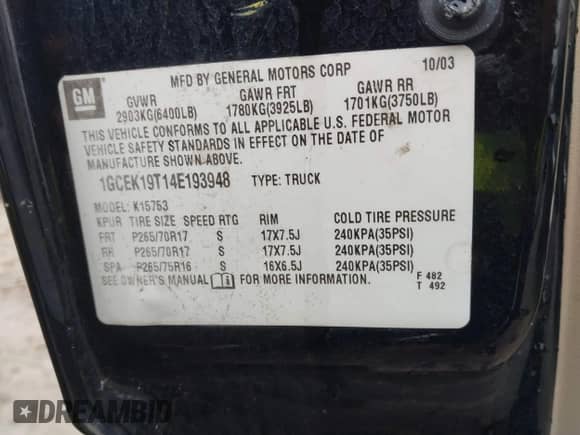 GM
MFD BY GENERAL MOTORS CORP 10/03
GVWR GAWR FRT GAWR RR
2903KG(6400LB) 1780KG(3925LB) 1701KG(3750LB)
THIS VEHICLE CONFORMS TO ALL APPLICABLE U.S. FEDERAL MOTOR
VEHICLE SAFETY STANDARDS IN EFFECT ON THE DATE OF
MANUFACTURE SHOWN ABOVE.
1GCEK19T14E193948 TYPE: TRUCK
MODEL: K15753
KPUR TIRE SIZE SPEED RTG RIM COLD TIRE PRESSURE
FRT P265/70R17 S 17X7.5J 240KPA(35PSI)
RR P265/70R17 S 17X7.5J 240KPA(35PSI)
SPA P265/75R16 S 16X6.5J 240KPA(35PSI)
SEE OWNER'S MANUAL FOR MORE INFORMATION.
F 482
T 492
DREAMBID